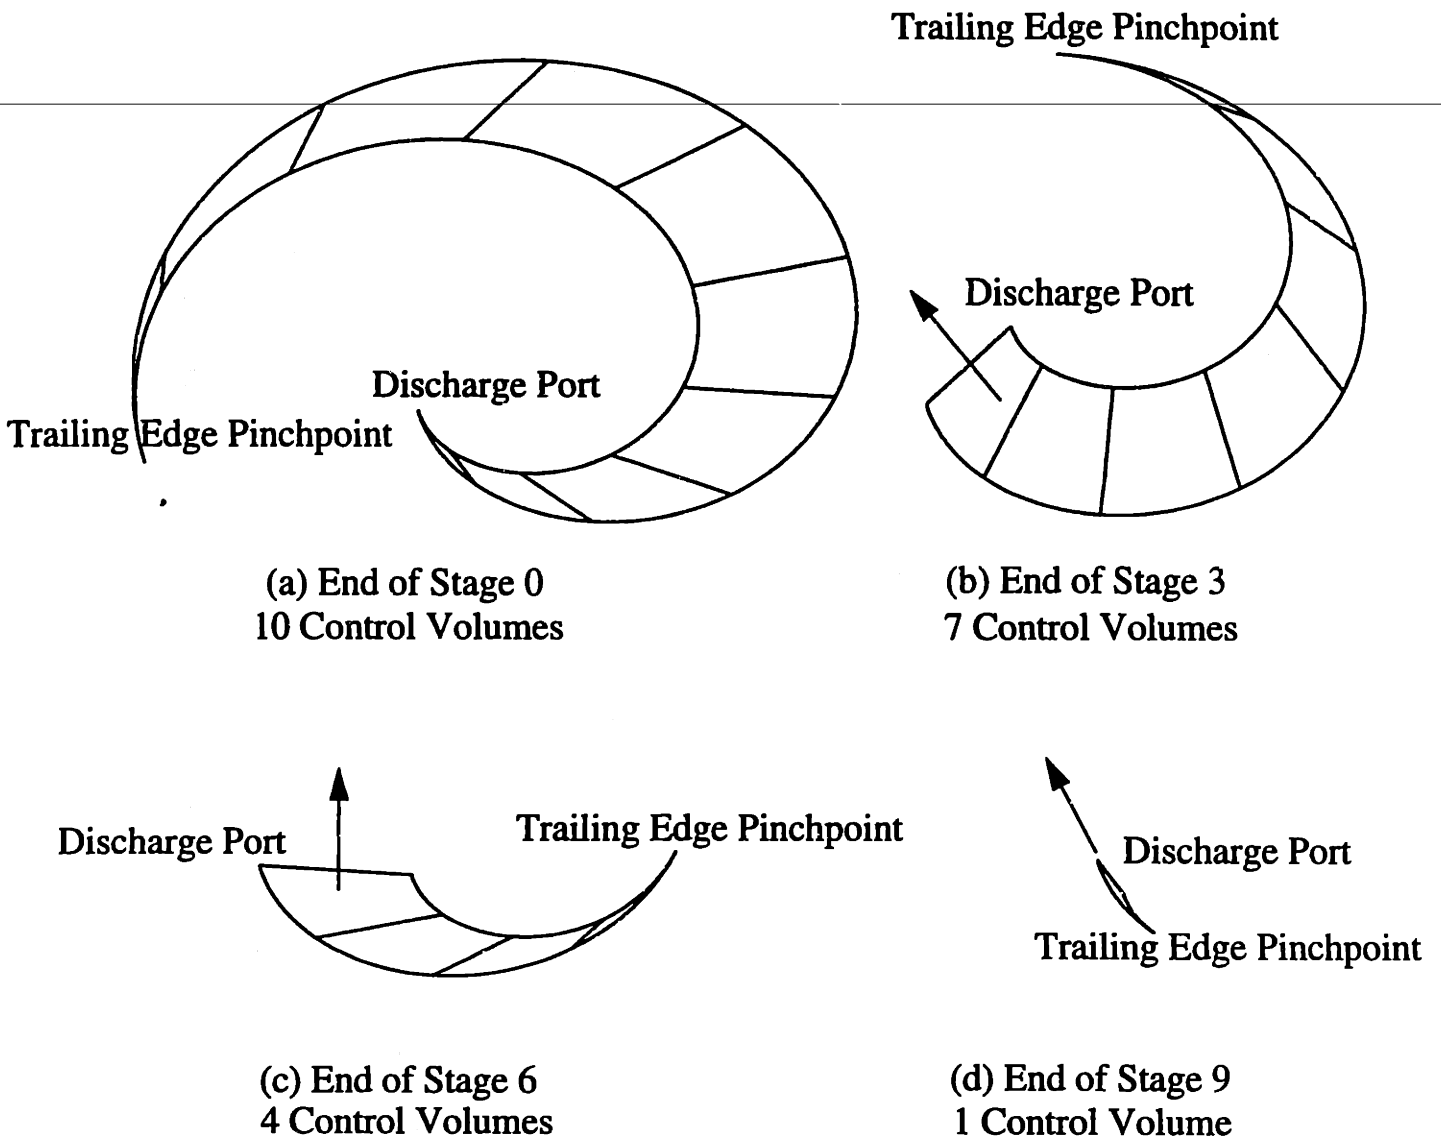 Trailing Edge Pinchpoint
Discharge Port
Trailing Edge Pinchpoint
(a) End of Stage 0
10 Control Volumes
Discharge Port
(b) End of Stage 3
7 Control Volumes
Discharge Port
Trailing Edge Pinchpoint
(c) End of Stage 6
4 Control Volumes
Discharge Port
Trailing Edge Pinchpoint
(d) End of Stage 9
1 Control Volume